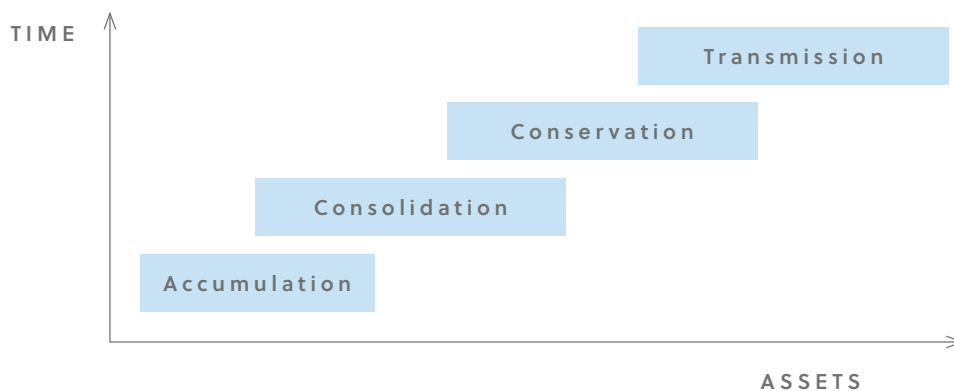 TIME
Transmission
Conservation
Consolidation
Accumulation
ASSETS